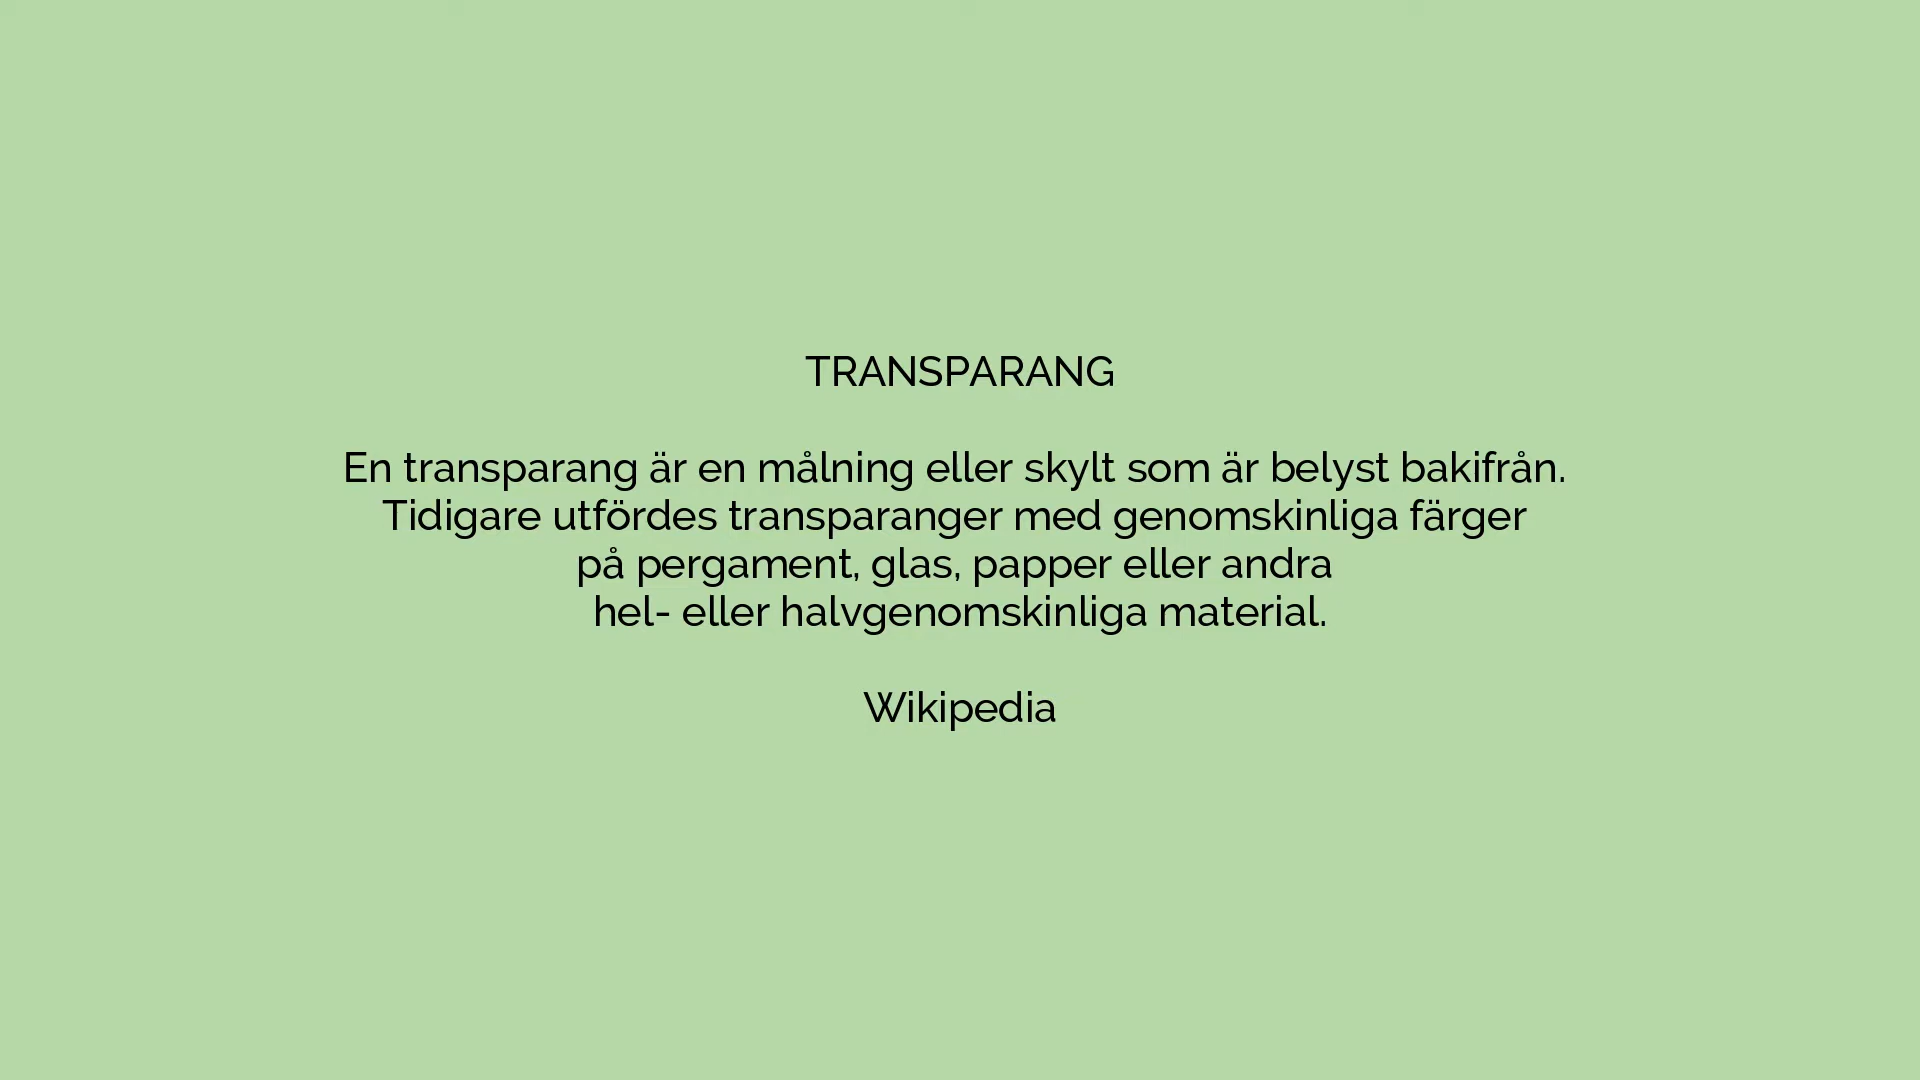 TRANSPARANG
En transparang är en målning eller skylt som är belyst bakifrån.
Tidigare utfördes transparanger med genomskinliga färger
på pergament, glas, papper eller andra
hel- eller halvgenomskinliga material.
Wikipedia